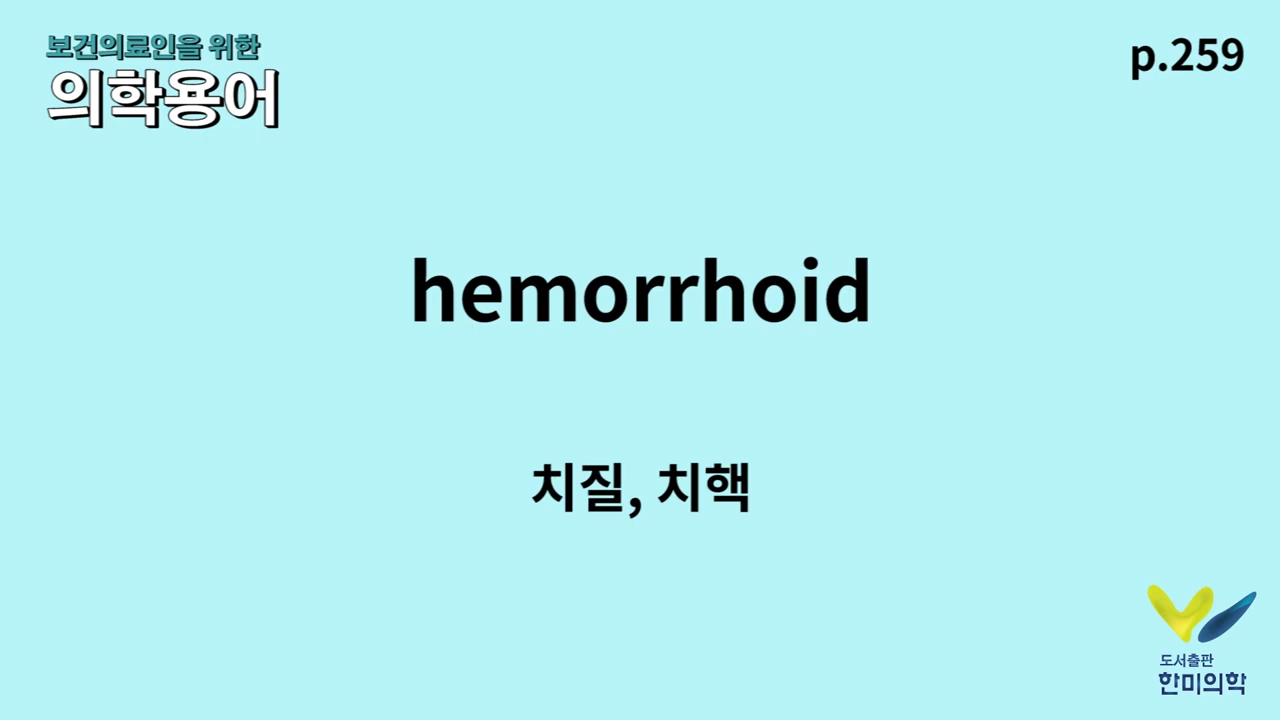 보건의료인을 위한
의학용어
p.259
hemorrhoid
치질, 치핵
도서출판
한미의학